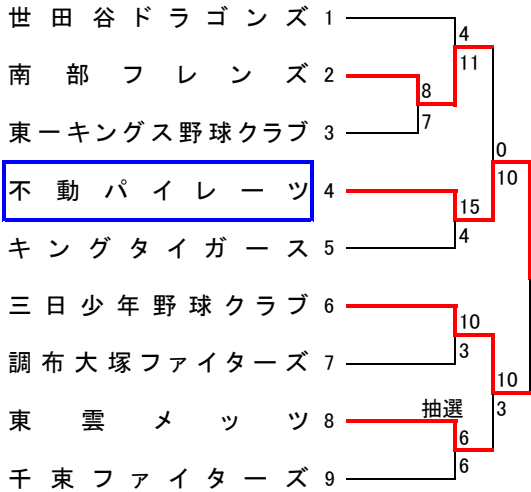 世田谷ドラゴンズ 1
4
南部フレンズ 2
11
8
東一キングス野球クラブ 3
7
0
不動パイレーツ 4
10
15
キングタイガース 5
4
三日少年野球クラブ 6
10
調布大塚ファイターズ 7
3
10
東雲メッツ 8
抽選
3
6
千束ファイターズ 9
6